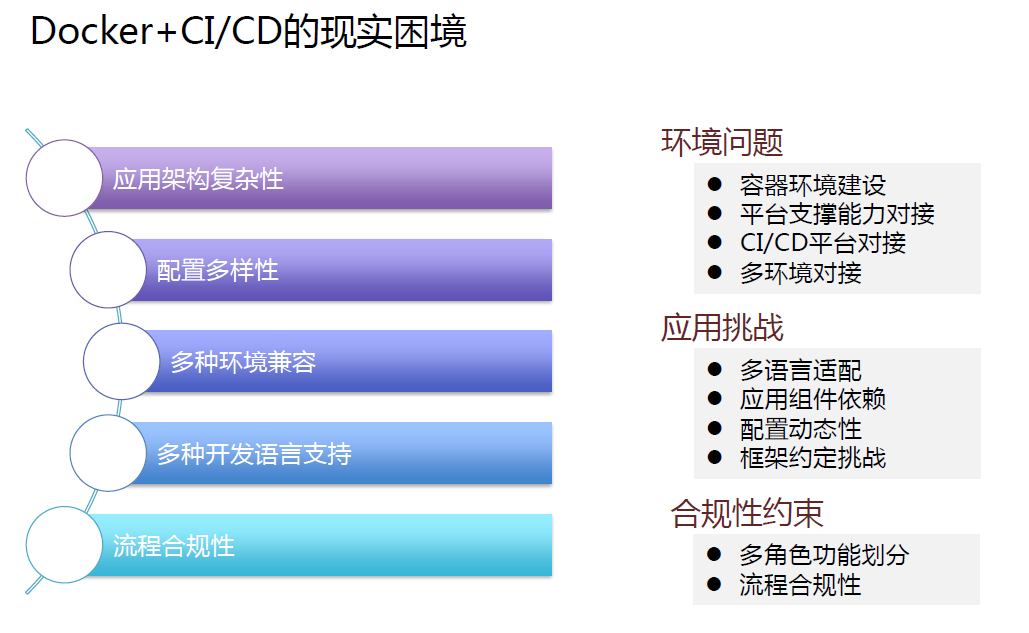 Docker+CI/CD的现实困境
应用架构复杂性
配置多样性
多种环境兼容
多种开发语言支持
流程合规性
环境问题
● 容器环境建设
● 平台支撑能力对接
● CI/CD平台对接
● 多环境对接
应用挑战
● 多语言适配
● 应用组件依赖
● 配置动态性
● 框架约定挑战
合规性约束
● 多角色功能划分
● 流程合规性